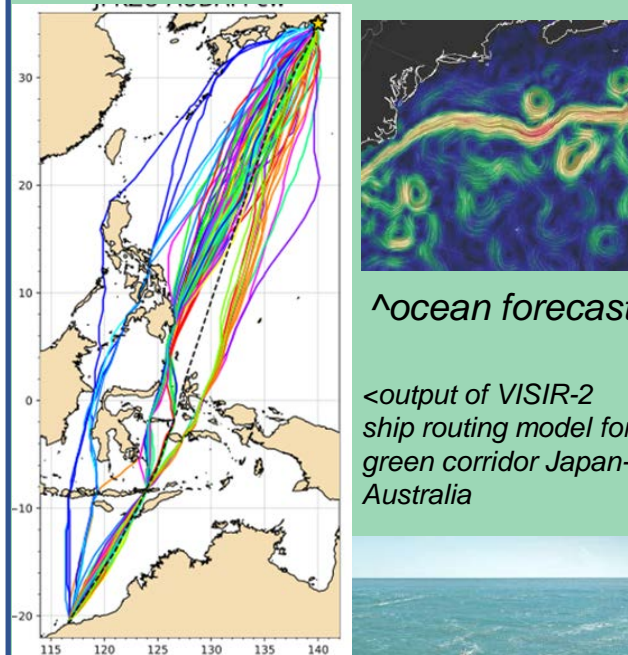 30
20
10
0
−10
−20
115 120 125 130 135 140
^ocean forecast
<output of VISIR-2
ship routing model for
green corridor Japan-
Australia